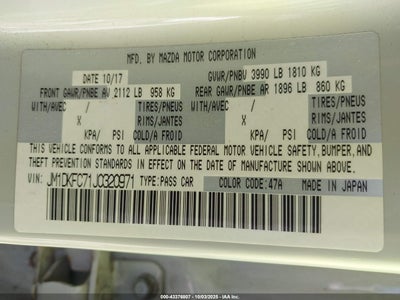 MFD. BY MAZDA MOTOR CORPORATION
DATE 10/17 GVWR/PNBV 3990 LB 1810 KG
FRONT GAWR/PNBE AV 2112 LB 958 KG REAR GAWR/PNBE AR 1896 LB 860 KG
WITH/AVEC / TIRES/PNEUS WITH/AVEC / TIRES/PNEUS
X RIMS/JANTES X RIMS/JANTES
KPA/ PSI COLD/A FROID KPA/ PSI COLD/A FROID
THIS VEHICLE CONFORMS TO ALL APPLICABLE FEDERAL MOTOR VEHICLE SAFETY, BUMPER, AND
THEFT PREVENTION STANDARDS IN EFFECT ON THE DATE OF MANUFACTURE SHOWN ABOVE.
VIN: JM1DKFC71J0320971 TYPE: PASS CAR COLOR CODE: 47A MADE IN JAPAN
000-43376007 - 10/03/2025 - IAA Inc.